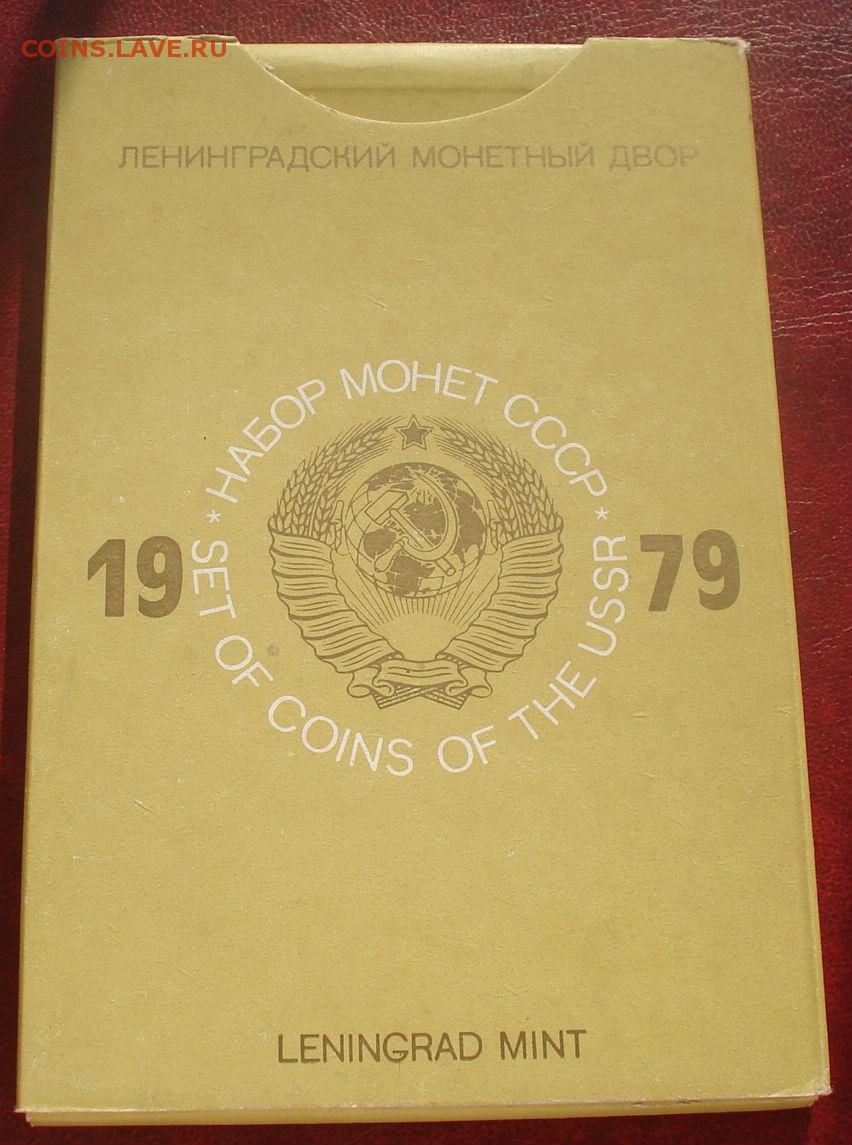 COINS.LAVE.RU
ЛЕНИНГРАДСКИЙ МОНЕТНЫЙ ДВОР
* НАБОР МОНЕТ СССР *
19 79
SET OF COINS OF THE USSR
LENINGRAD MINT